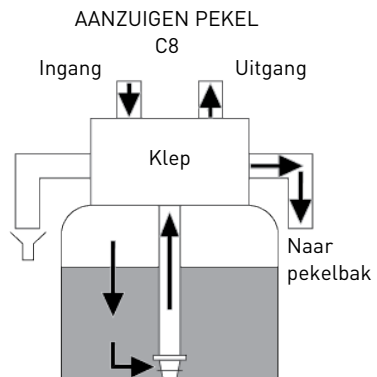 AANZUIGEN PEKEL
C8
Ingang
Uitgang
Klep
Naar
pekelbak